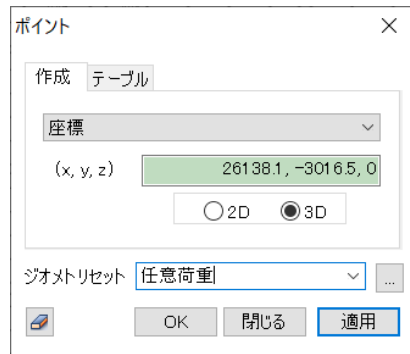 ポイント
作成 テーブル
座標
(x, y, z) 26138.1, -3016.5, 0
2D 3D
ジオメトリセット 任意荷重 ...
OK 閉じる 適用